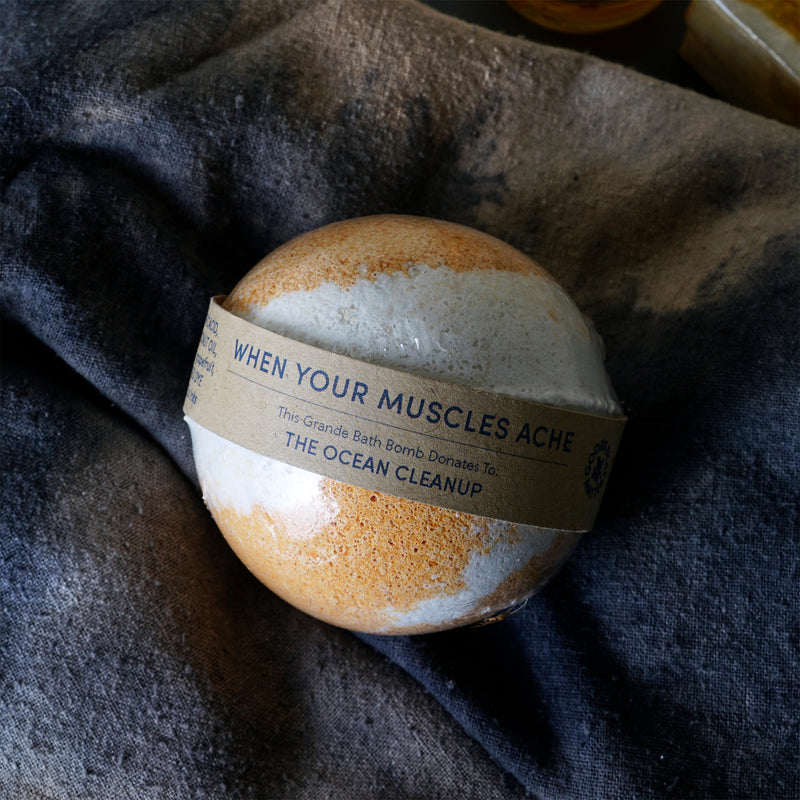 WHEN YOUR MUSCLES ACHE
This Grande Bath Bomb Donates To.
THE OCEAN CLEANUP